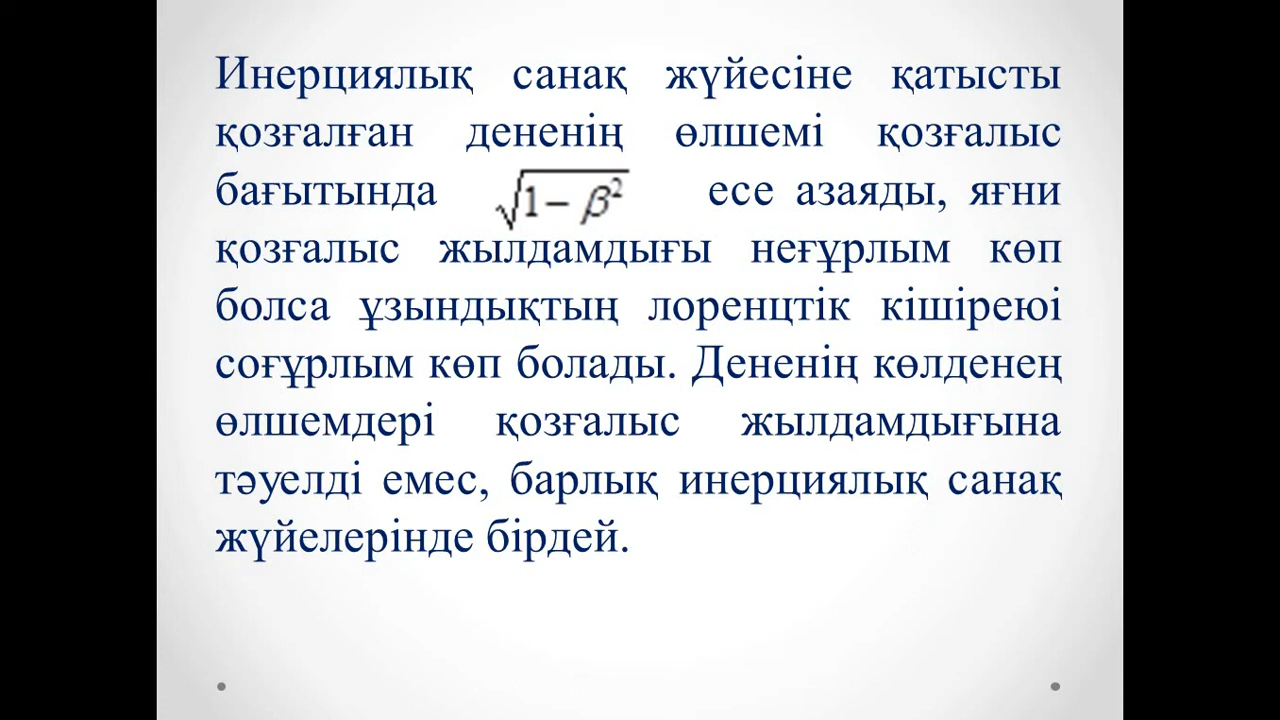 Инерциялық санақ жүйесіне қатысты
қозғалған дененің өлшемі қозғалыс
бағытында √1− β² есе азаяды, яғни
қозғалыс жылдамдығы неғұрлым көп
болса ұзындықтың лоренцтік кішіреюі
соғұрлым көп болады. Дененің көлденең
өлшемдері қозғалыс жылдамдығына
тәуелді емес, барлық инерциялық санақ
жүйелерінде бірдей.